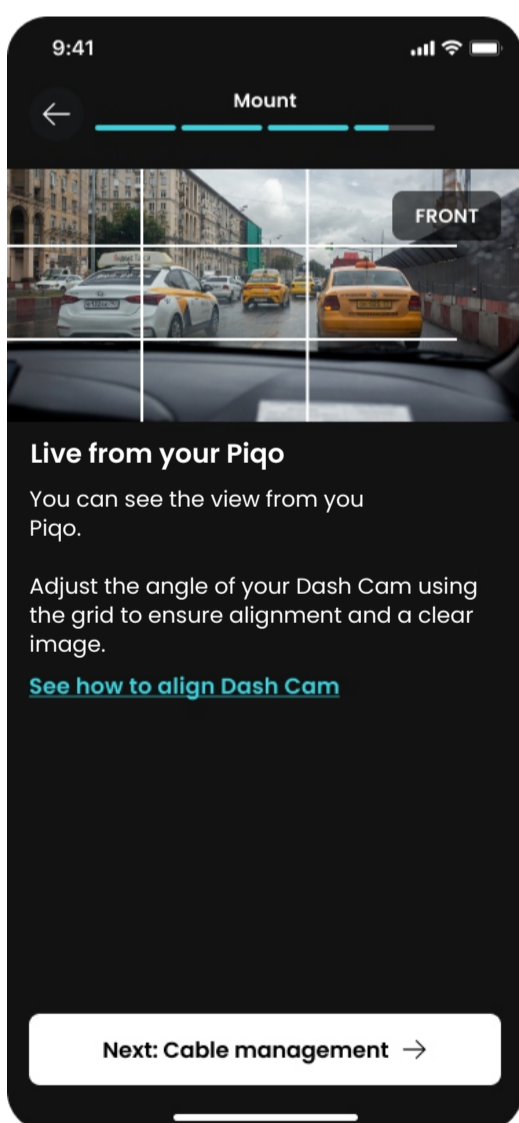 9:41
Mount
FRONT
Live from your Piqo
You can see the view from you
Piqo.
Adjust the angle of your Dash Cam using
the grid to ensure alignment and a clear
image.
See how to align Dash Cam
Next: Cable management →